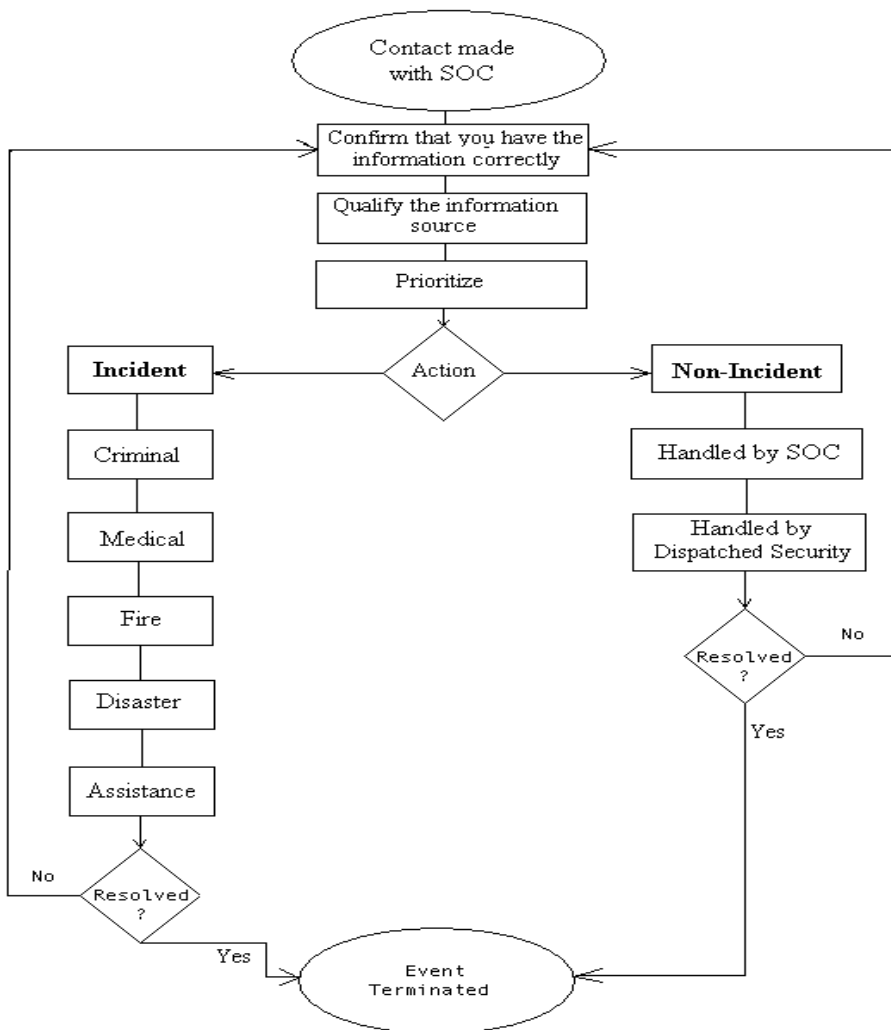 Contact made
with SOC
Confirm that you have the
information correctly
Qualify the information
source
Prioritize
Action
Incident
Non-Incident
Criminal
Handled by SOC
Medical
Handled by
Dispatched Security
Fire
Resolved
?
No
Disaster
Yes
Assistance
No
Resolved
?
Yes
Event
Terminated